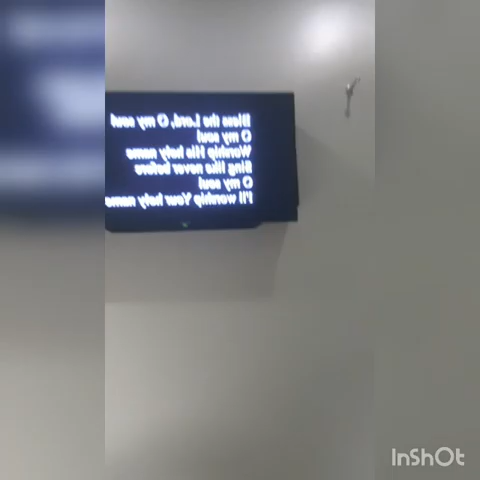 Bless the Lord, O my soul
O my soul
Worship His holy name
Sing like never before
O my soul
I'll worship Your holy name
InShOt